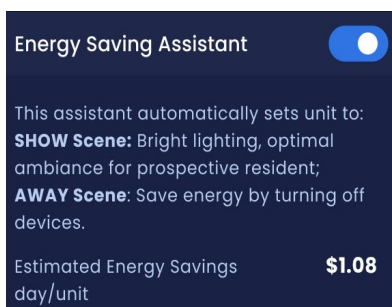 Energy Saving Assistant
This assistant automatically sets unit to:
SHOW Scene: Bright lighting, optimal
ambiance for prospective resident;
AWAY Scene: Save energy by turning off
devices.
Estimated Energy Savings $1.08
day/unit